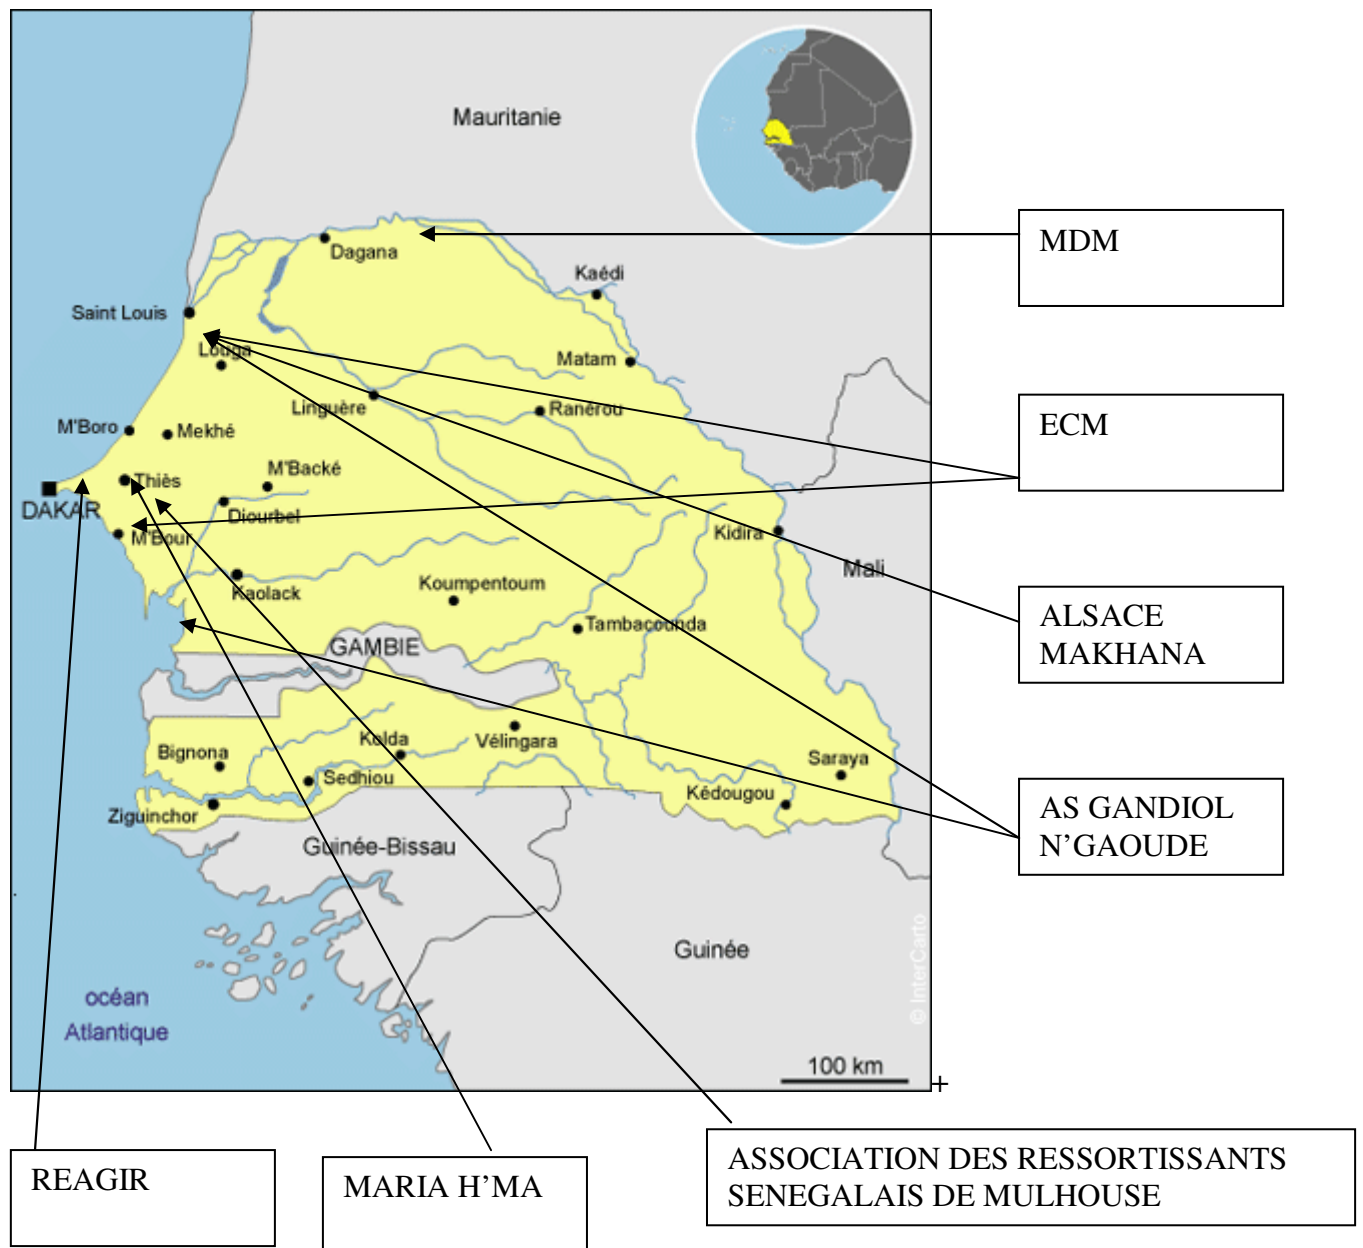 Mauritanie
MDM
Dagana
Kaédi
Saint Louis
Louga
Matam
Linguère
Ranérou
ECM
M'Boro
Mekhé
M'Backé
Thiès
DAKAR
Diourbel
M'Bour
Kidira
Mali
Kaolack
Koumpentoum
Tambacounda
ALSACE
MAKHANA
GAMBIE
Bignona
Kolda
Vélingara
Sedhiou
Saraya
Kédougou
Ziguinchor
AS GANDIOL
N'GAOUDE
Guinée-Bissau
Guinée
© InterCarto
océan
Atlantique
100 km
+
REAGIR
MARIA H'MA
ASSOCIATION DES RESSORTISSANTS
SENEGALAIS DE MULHOUSE